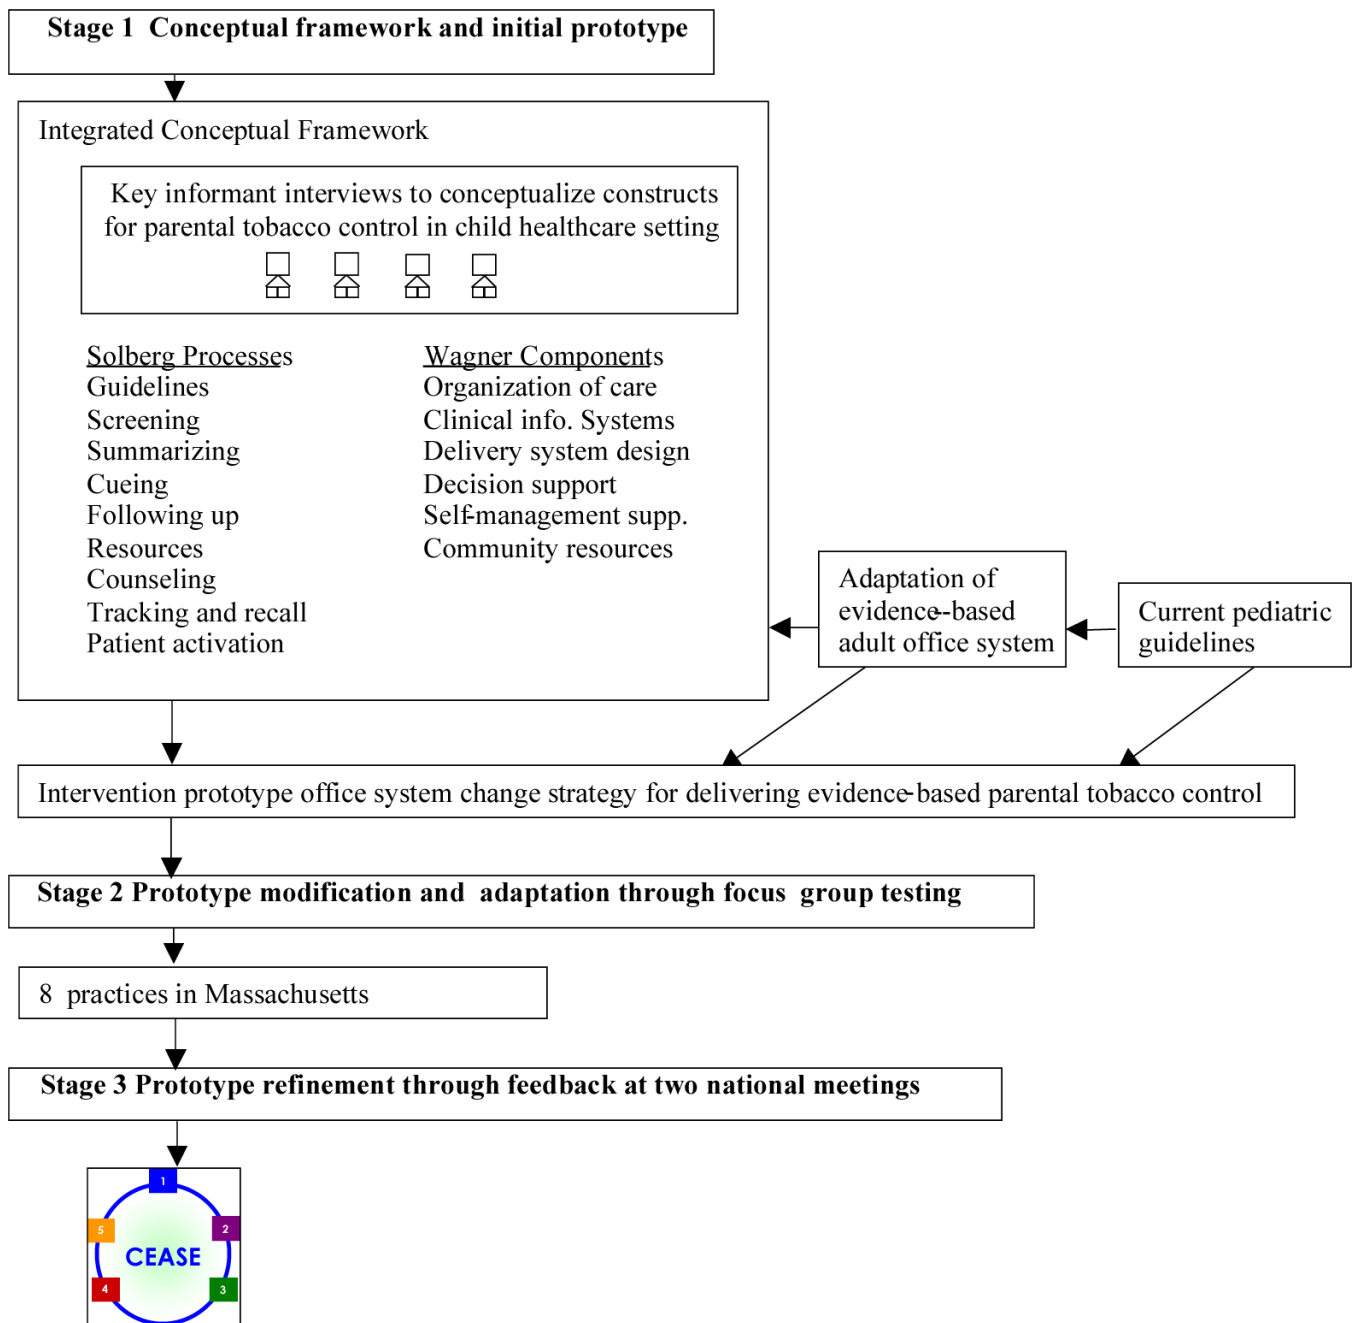 Stage 1 Conceptual framework and initial prototype
Integrated Conceptual Framework
Key informant interviews to conceptualize constructs
for parental tobacco control in child healthcare setting
Solberg Processes
Guidelines
Screening
Summarizing
Cueing
Following up
Resources
Counseling
Tracking and recall
Patient activation
Wagner Components
Organization of care
Clinical info. Systems
Delivery system design
Decision support
Self-management supp.
Community resources
Adaptation of
evidence--based
adult office system
Current pediatric
guidelines
Intervention prototype office system change strategy for delivering evidence-based parental tobacco control
Stage 2 Prototype modification and adaptation through focus group testing
8 practices in Massachusetts
Stage 3 Prototype refinement through feedback at two national meetings
1
5
2
CEASE
4
3